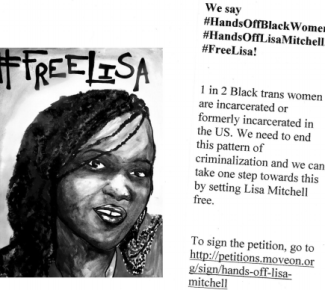 #FREELISA
We say
#HandsOffBlackWomen
#HandsOffLisaMitchell
#FreeLisa!
1 in 2 Black trans women
are incarcerated or
formerly incarcerated in
the US. We need to end
this pattern of
criminalization and we can
take one step towards this
by setting Lisa Mitchell
free.
To sign the petition, go to
http://petitions.moveon.or
g/sign/hands-off-lisa-
mitchell